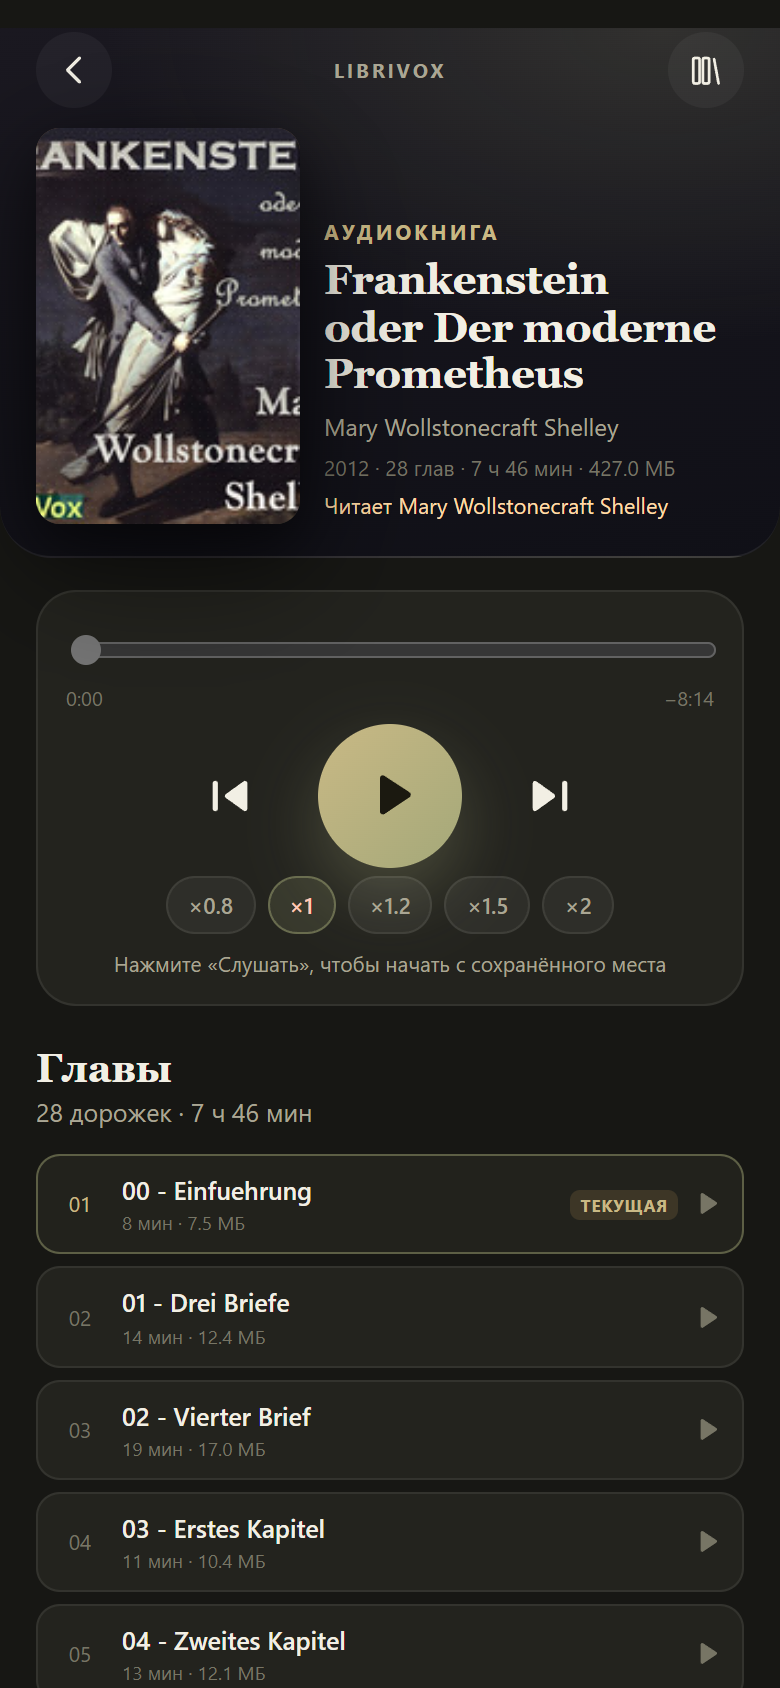 LIBRIVOX
ANKENSTE
ode
mod
Promet
Ma
Wollstonecr
Shel
Vox
АУДИОКНИГА
Frankenstein
oder Der moderne
Prometheus
Mary Wollstonecraft Shelley
2012 · 28 глав · 7 ч 46 мин · 427.0 МБ
Читает Mary Wollstonecraft Shelley
0:00
−8:14
×0.8
×1
×1.2
×1.5
×2
Нажмите «Слушать», чтобы начать с сохранённого места
Главы
28 дорожек · 7 ч 46 мин
01
00 - Einfuehrung
ТЕКУЩАЯ
8 мин · 7.5 МБ
02
01 - Drei Briefe
14 мин · 12.4 МБ
03
02 - Vierter Brief
19 мин · 17.0 МБ
04
03 - Erstes Kapitel
11 мин · 10.4 МБ
05
04 - Zweites Kapitel
13 мин · 12.1 МБ